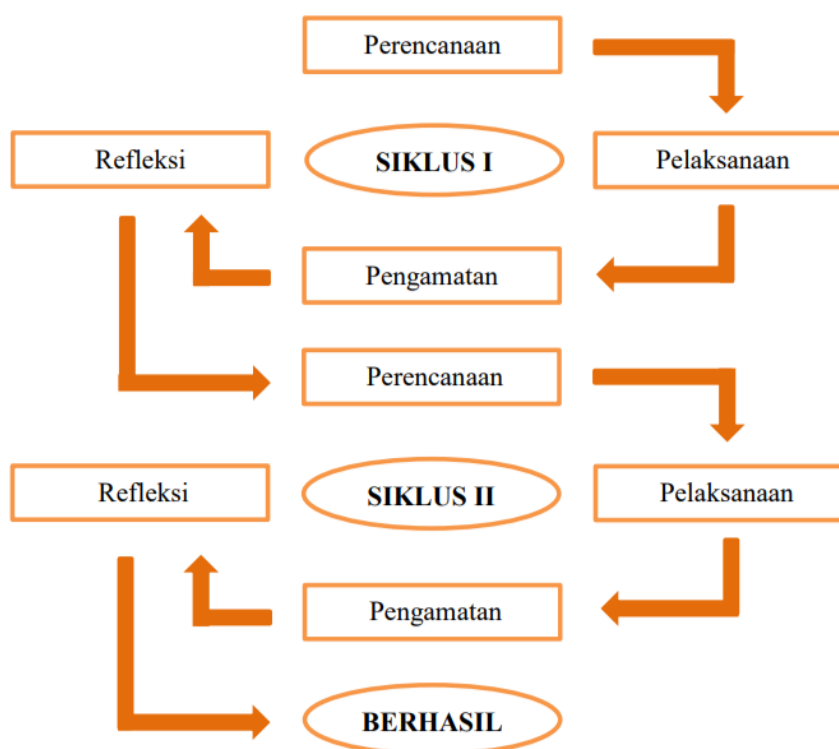 Perencanaan
Refleksi
SIKLUS I
Pelaksanaan
Pengamatan
Perencanaan
Refleksi
SIKLUS II
Pelaksanaan
Pengamatan
BERHASIL